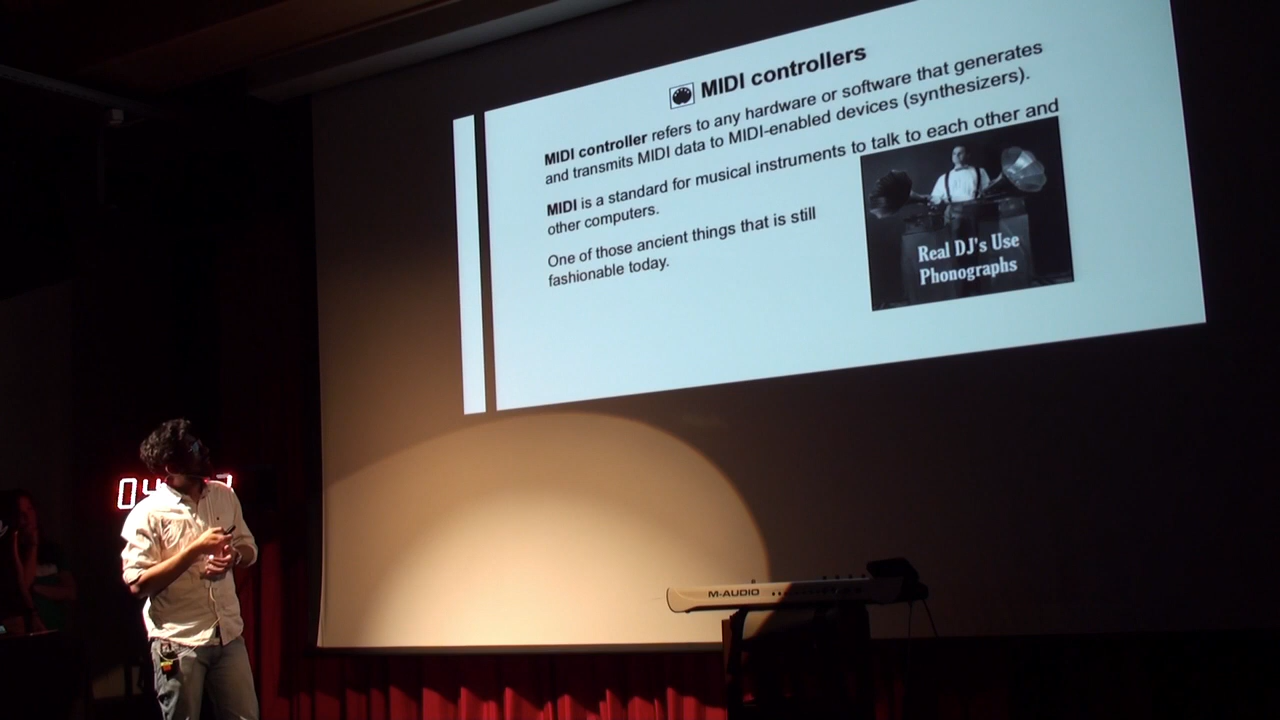 MIDI controllers
MIDI controller refers to any hardware or software that generates
and transmits MIDI data to MIDI-enabled devices (synthesizers).
MIDI is a standard for musical instruments to talk to each other and
other computers.
One of those ancient things that is still
fashionable today.
Real DJ's Use
Phonographs
M-AUDIO